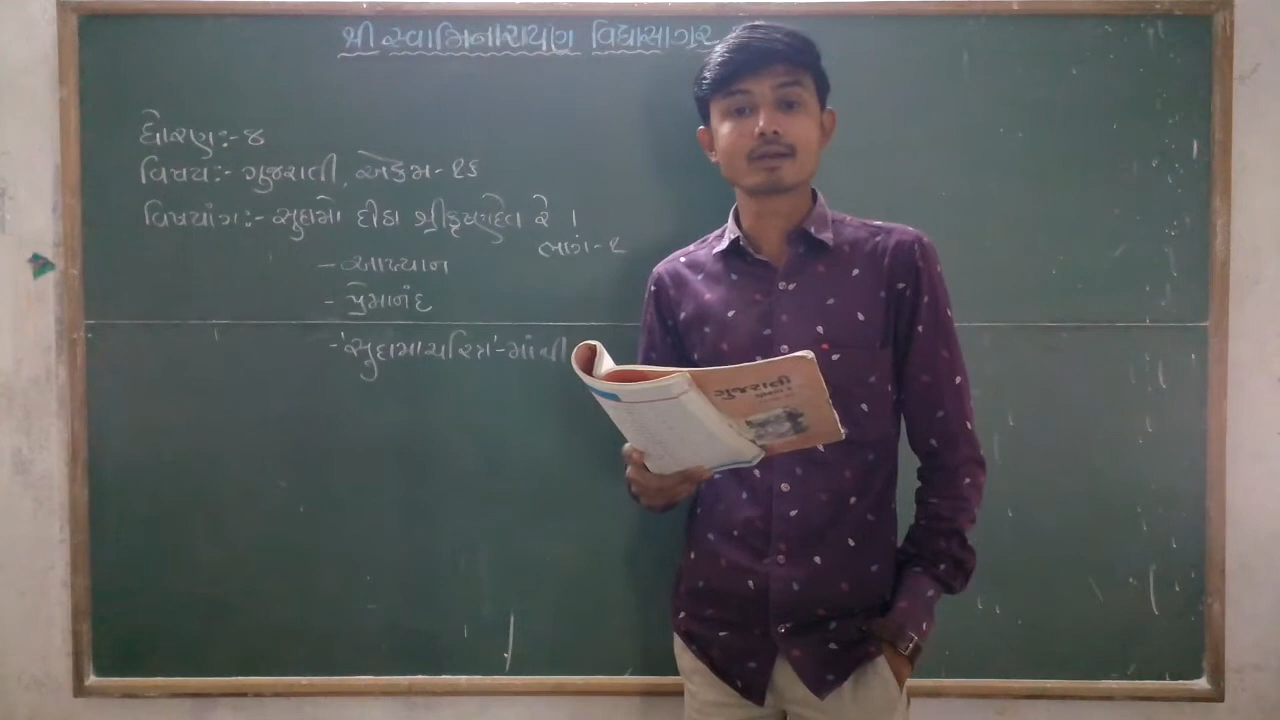 શ્રી સ્વામિનારાયણ વિદ્યાસાગર
ધોરણ:- ૪
વિષય:- ગુજરાતી, એકમ- ૧૬
વિષયાંગ:- સુદામો દીઠા શ્રીકૃષ્ણદેવ રે ।
ભાગ- ૧
- આખ્યાન
- પ્રેમાનંદ
- 'સુદામાચરિત્ર'-માંથી
ગુજરાતી